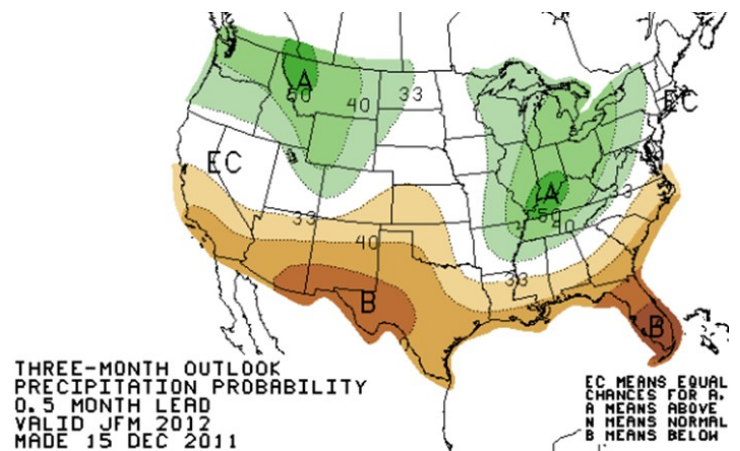 A
50
40
33
EC
EC
A
50
40
33
33
40
33
B
B
THREE-MONTH OUTLOOK
PRECIPITATION PROBABILITY
0.5 MONTH LEAD
VALID JFM 2012
MADE 15 DEC 2011
EC MEANS EQUAL
CHANCES FOR A,
A MEANS ABOVE
N MEANS NORMAL
B MEANS BELOW